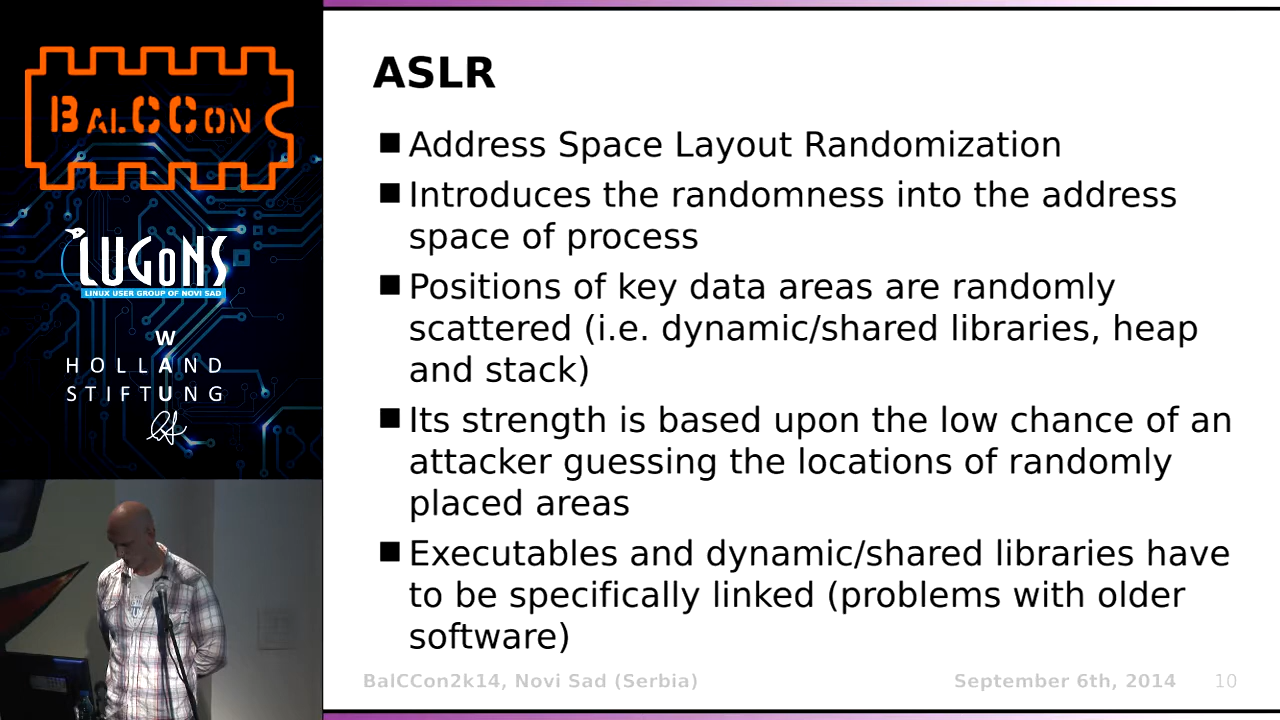 BALCCON
LUGONS
LINUX USER GROUP OF NOVI SAD
W
HOLLAND
STIFTUNG
ASLR
Address Space Layout Randomization
Introduces the randomness into the address
space of process
Positions of key data areas are randomly
scattered (i.e. dynamic/shared libraries, heap
and stack)
Its strength is based upon the low chance of an
attacker guessing the locations of randomly
placed areas
Executables and dynamic/shared libraries have
to be specifically linked (problems with older
software)
BalCCon2k14, Novi Sad (Serbia)
September 6th, 2014
10